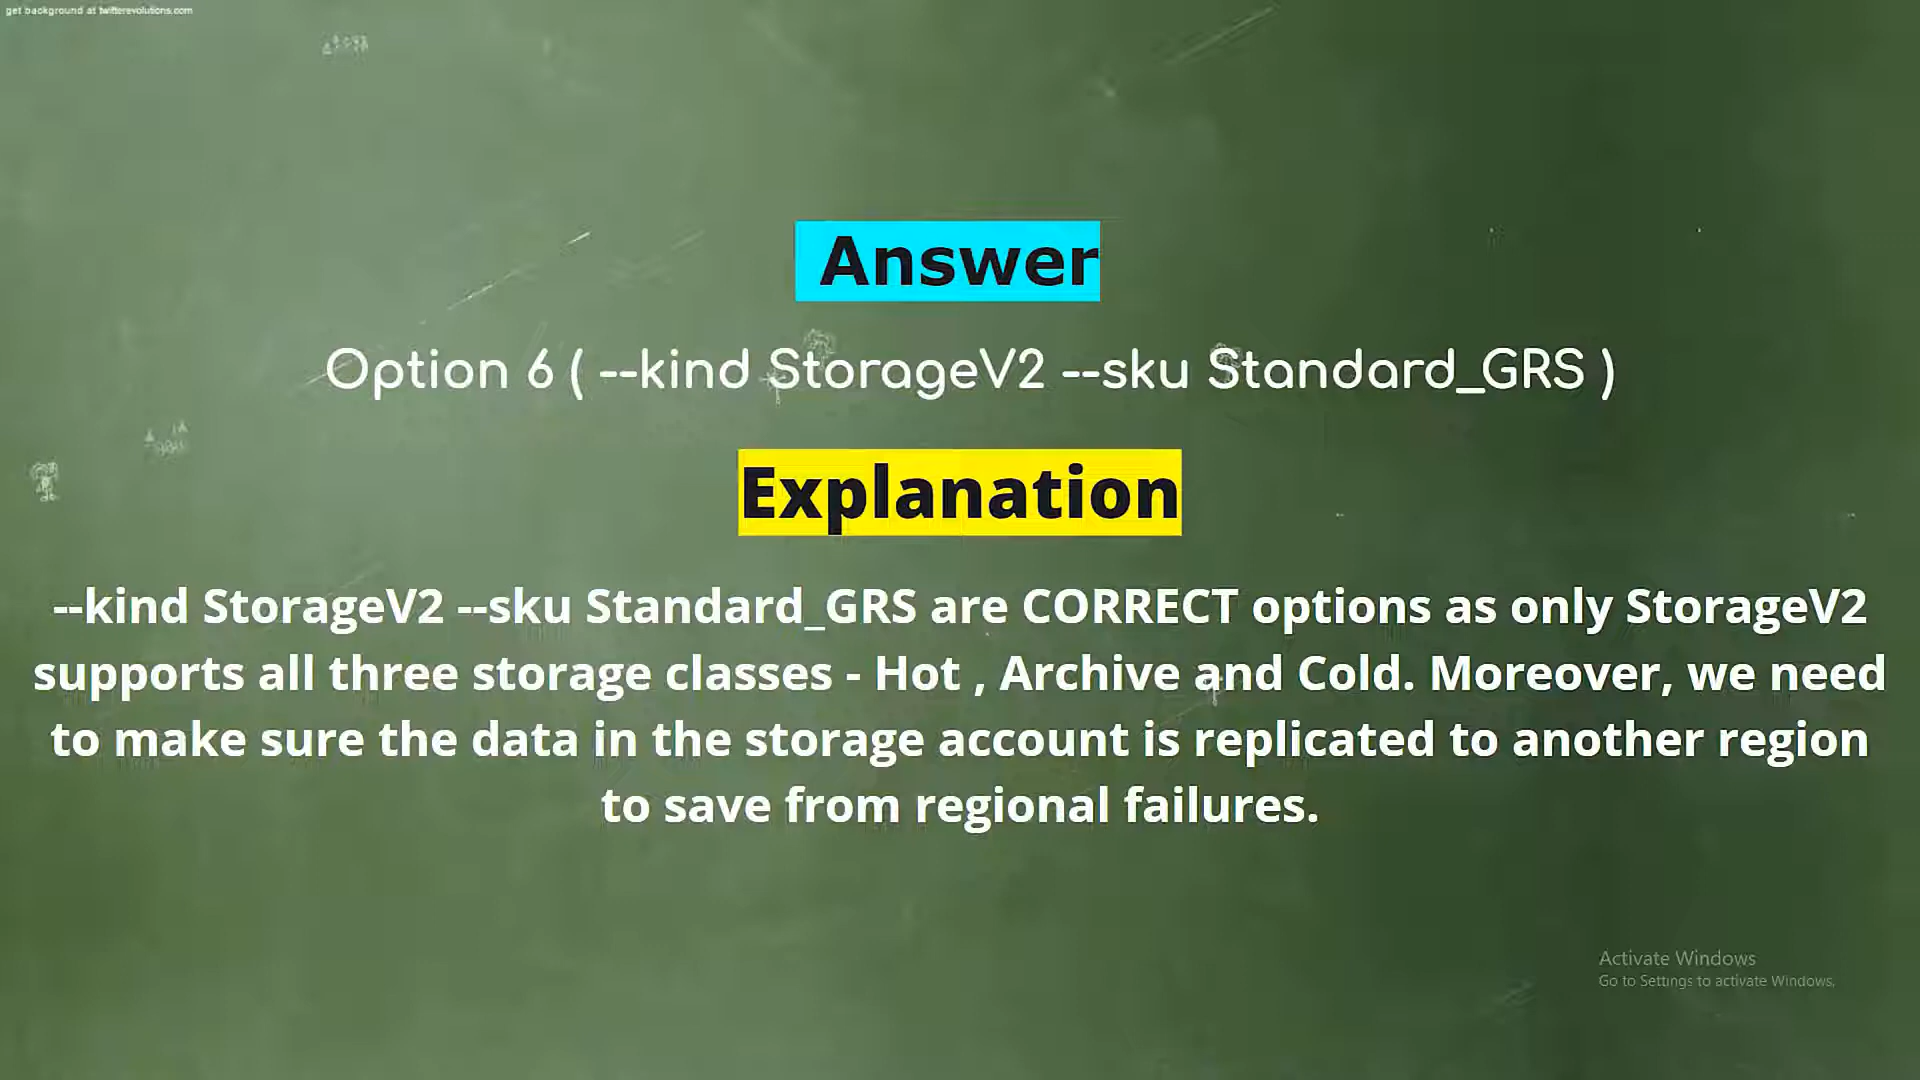 get background at twitterevolutions.com
Answer
Option 6 ( --kind StorageV2 --sku Standard_GRS )
Explanation
--kind StorageV2 --sku Standard_GRS are CORRECT options as only StorageV2
supports all three storage classes - Hot , Archive and Cold. Moreover, we need
to make sure the data in the storage account is replicated to another region
to save from regional failures.
Activate Windows
Go to Settings to activate Windows.